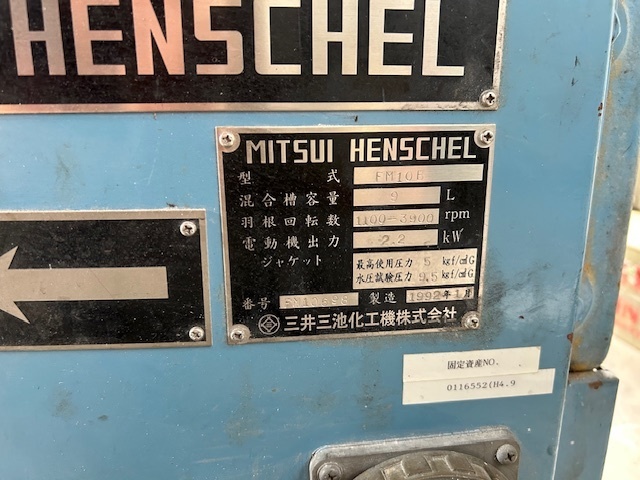 HENSCHEL
MITSUI HENSCHEL
型 式
混合槽容量 9 L
羽根回転数 1100-3900 rpm
電動機出力 2.2 kW
ジャケット 最高使用圧力 5 kgf/c㎡G
水圧試験圧力 9.5 kgf/c㎡G
番号 製造 1992年1月
三井三池化工機株式会社
固定資産NO.
0116552(H4.9